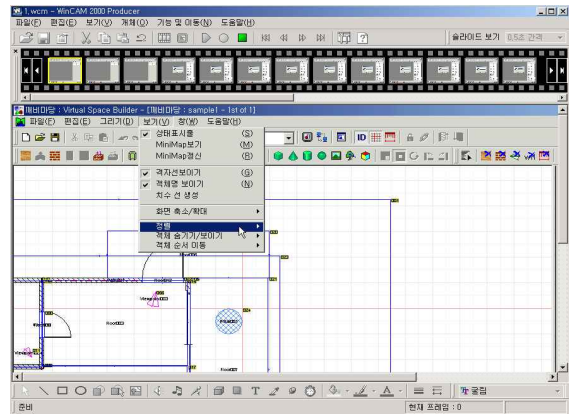 1.wcm - WinCAM 2000 Producer
파일(F) 편집(E) 보기(V) 개체(O) 기능 및 이동(N) 도움말(H)
슬라이드 보기 0,5초 간격
깨비마당 : Virtual Space Builder - [깨비마당 : sample1 - 1st of 1]
파일(F) 편집(E) 그리기(D) 보기(V) 창(W) 도움말(H)
상태표시줄 (S)
MiniMap보기 (M)
MiniMap갱신 (R)
격자선보기 (G)
객체명 보이기 (N)
치수 선 생성
화면 축소/확대
정렬
객체 숨기기/보이기
객체 순서 이동
ID
T
굴림
준비
현재 프레임 : 0